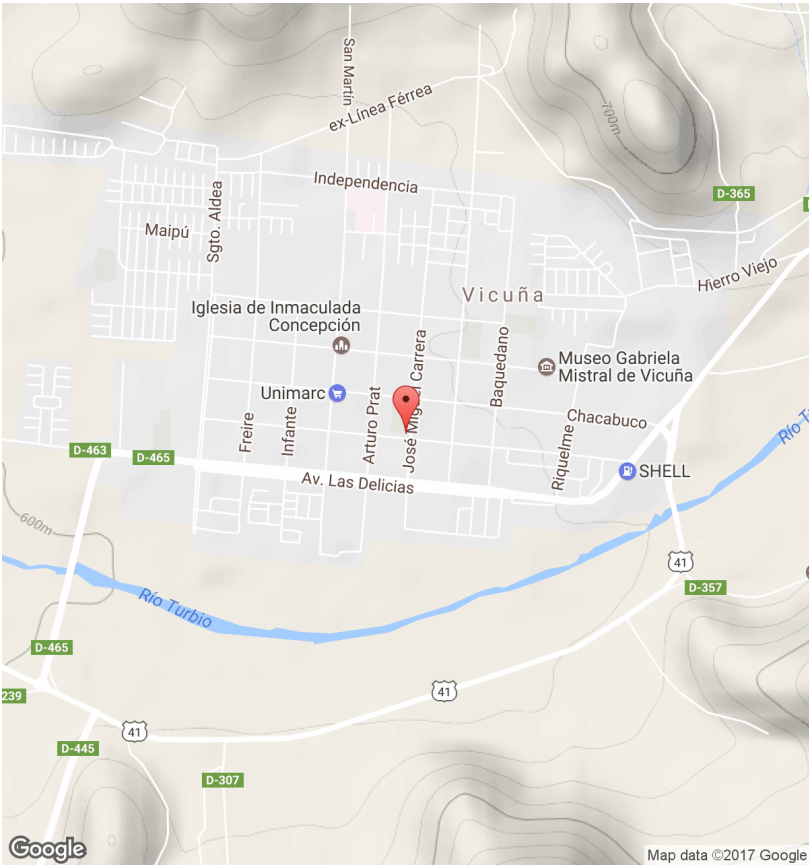 San Martín
ex-Línea Férrea
700m
Independencia
D-365
Sgto. Aldea
Maipú
Hierro Viejo
Vicuña
Iglesia de Inmaculada
Concepción
José Miguel Carrera
Baquedano
Museo Gabriela
Mistral de Vicuña
Unimarc
Arturo Prat
Chacabuco
Freire
Infante
Riquelme
Río T
D-463
D-465
SHELL
Av. Las Delicias
600m
41
D-357
Río Turbio
D-465
239
41
41
D-445
D-307
Google
Map data ©2017 Google